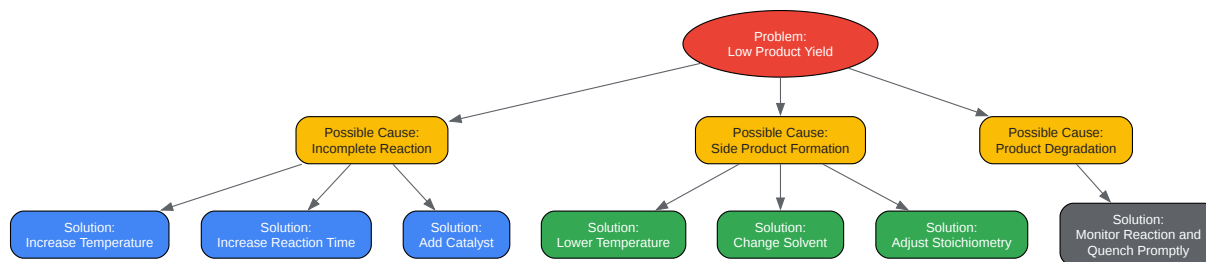 Problem:
Low Product Yield
Possible Cause:
Incomplete Reaction
Possible Cause:
Side Product Formation
Possible Cause:
Product Degradation
Solution:
Increase Temperature
Solution:
Increase Reaction Time
Solution:
Add Catalyst
Solution:
Lower Temperature
Solution:
Change Solvent
Solution:
Adjust Stoichiometry
Solution:
Monitor Reaction and
Quench Promptly